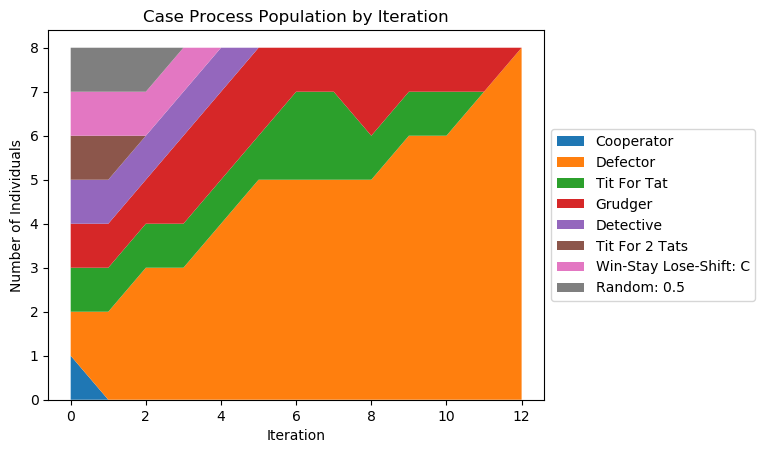 Case Process Population by Iteration
Number of Individuals
8
7
6
5
4
3
2
1
0
0 2 4 6 8 10 12
Iteration
Cooperator
Defector
Tit For Tat
Grudger
Detective
Tit For 2 Tats
Win-Stay Lose-Shift: C
Random: 0.5